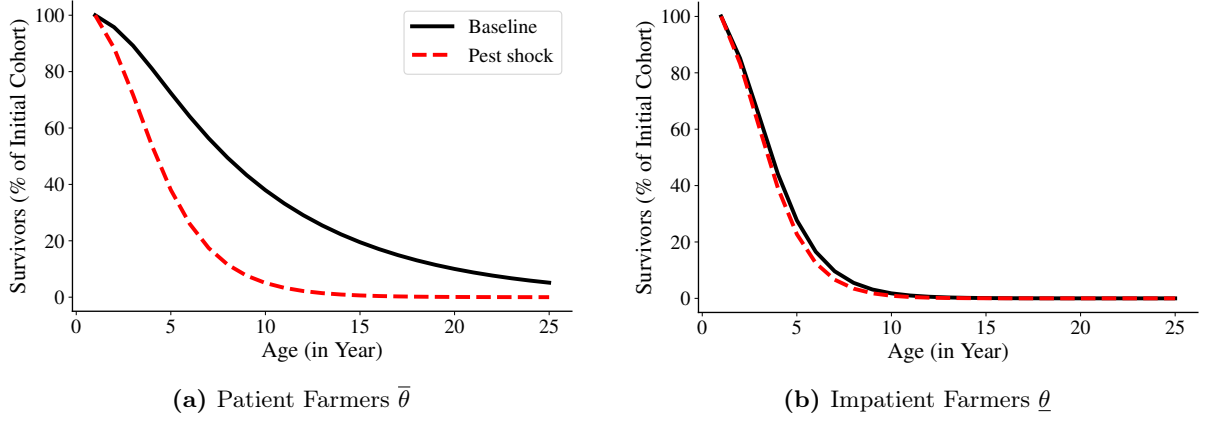 Survivors (% of Initial Cohort)
100
80
60
40
20
0
0 5 10 15 20 25
Age (in Year)
Baseline
Pest shock
(a) Patient Farmers θ̅
Survivors (% of Initial Cohort)
100
80
60
40
20
0
0 5 10 15 20 25
Age (in Year)
(b) Impatient Farmers θ̲